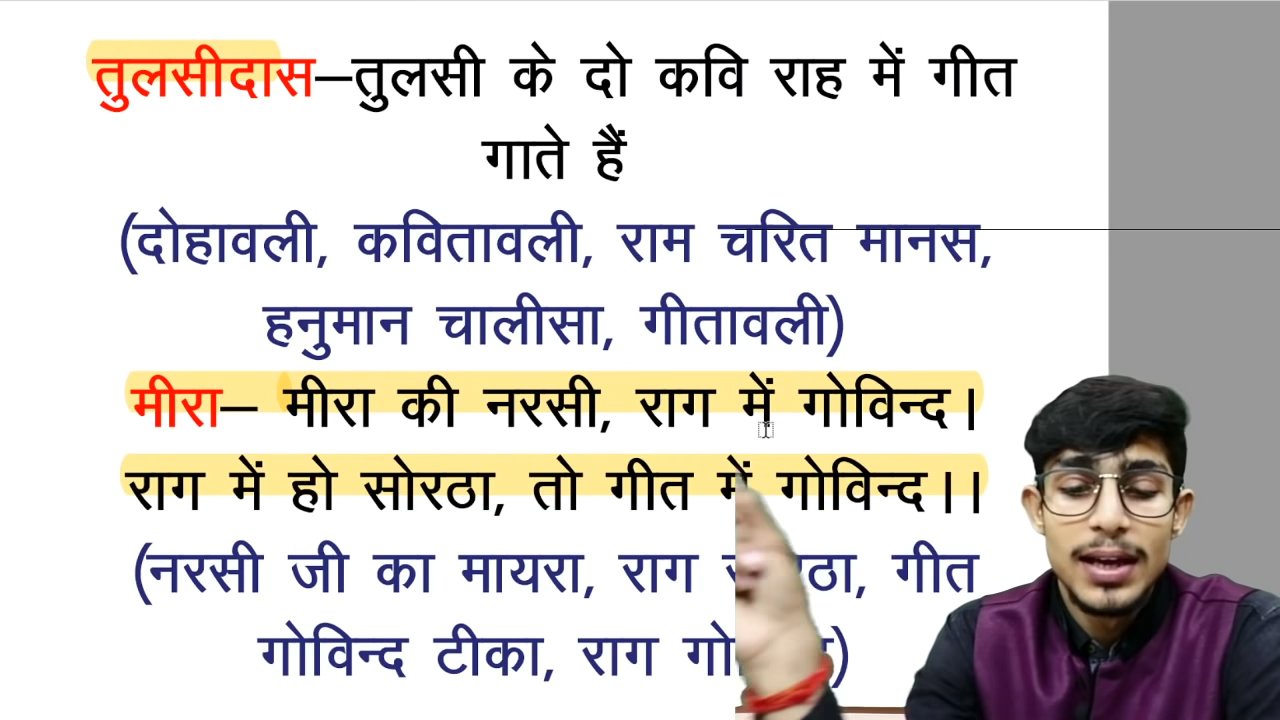 तुलसीदास–तुलसी के दो कवि राह में गीत
गाते हैं
(दोहावली, कवितावली, राम चरित मानस,
हनुमान चालीसा, गीतावली)
मीरा– मीरा की नरसी, राग में गोविन्द।
राग में हो सोरठा, तो गीत में गोविन्द।।
(नरसी जी का मायरा, राग गीत
गोविन्द टीका, राग